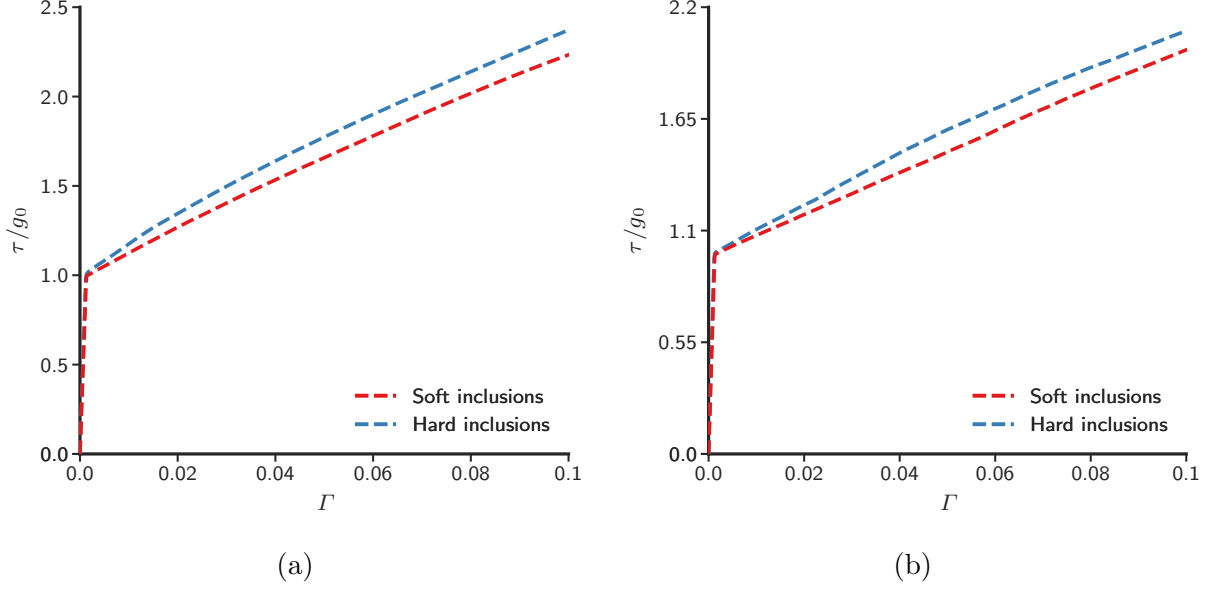 2.5
2.0
1.5
1.0
0.5
0.0
τ/g₀
0.0 0.02 0.04 0.06 0.08 0.1
Γ
Soft inclusions
Hard inclusions
(a)
2.2
1.65
1.1
0.55
0.0
τ/g₀
0.0 0.02 0.04 0.06 0.08 0.1
Γ
Soft inclusions
Hard inclusions
(b)